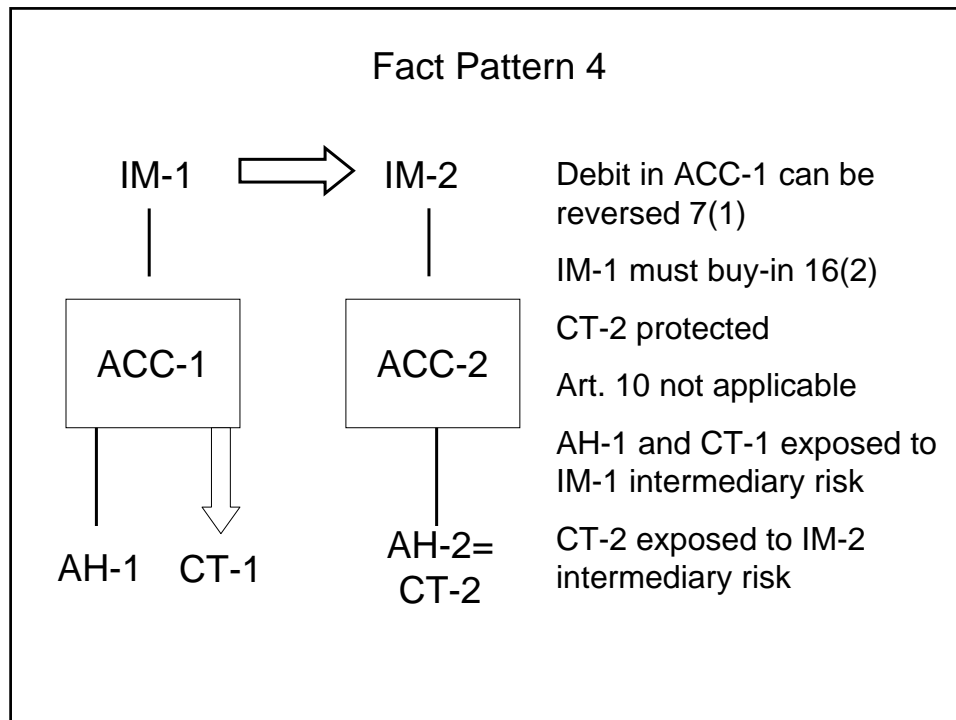 Fact Pattern 4
IM-1
IM-2
ACC-1
ACC-2
AH-1
CT-1
AH-2=
CT-2
Debit in ACC-1 can be
reversed 7(1)
IM-1 must buy-in 16(2)
CT-2 protected
Art. 10 not applicable
AH-1 and CT-1 exposed to
IM-1 intermediary risk
CT-2 exposed to IM-2
intermediary risk